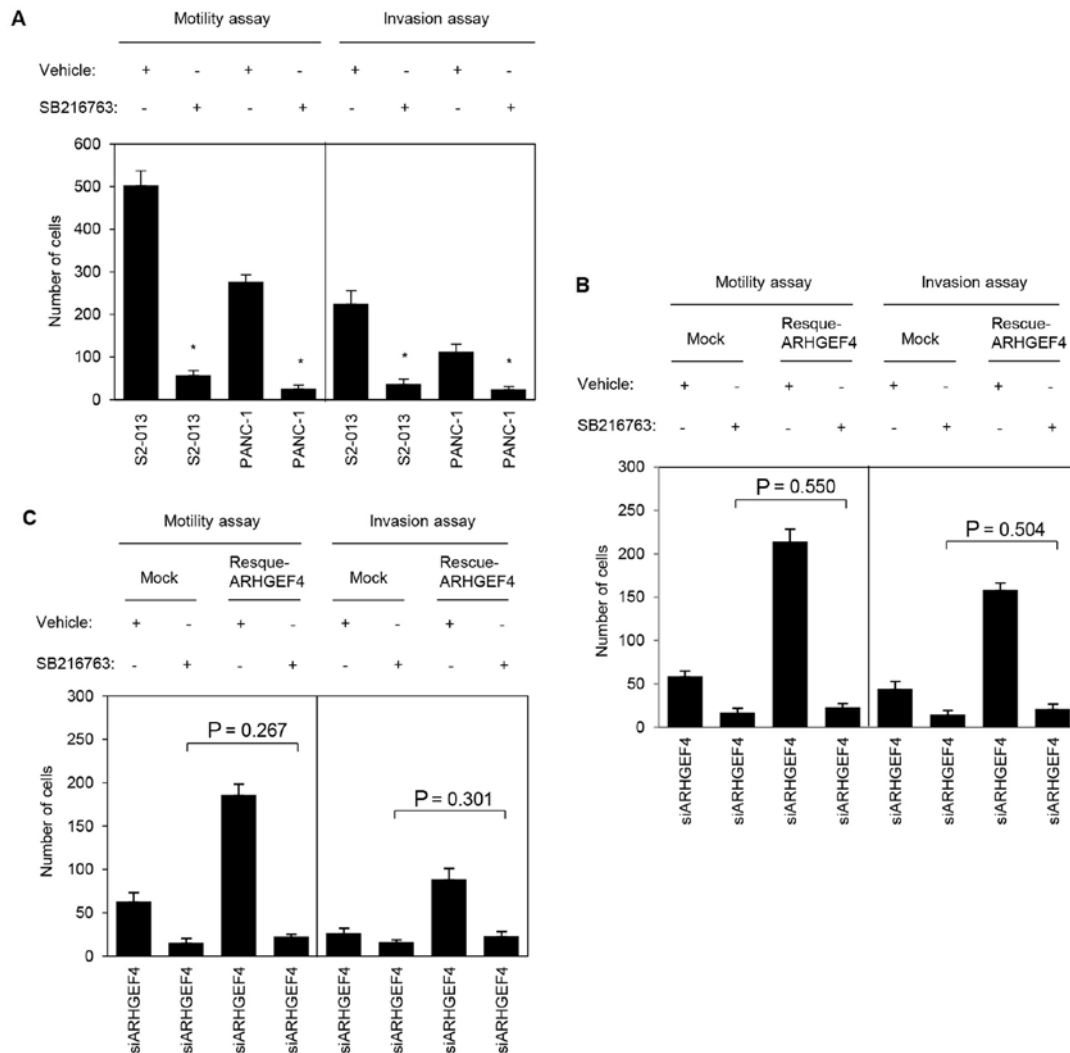 A
Motility assay Invasion assay
Vehicle: + - + - + - + -
SB216763: - + - + - + - +
Number of cells
600
500
400
300
200
100
0
* * * *
S2-013 S2-013 PANC-1 PANC-1 S2-013 S2-013 PANC-1 PANC-1
B
Motility assay Invasion assay
Mock Resque-ARHGEF4 Mock Rescue-ARHGEF4
Vehicle: + - + - + - + -
SB216763: - + - + - + - +
Number of cells
300
250
200
150
100
50
0
P = 0.550
P = 0.504
siARHGEF4 siARHGEF4 siARHGEF4 siARHGEF4 siARHGEF4 siARHGEF4 siARHGEF4 siARHGEF4
C
Motility assay Invasion assay
Mock Resque-ARHGEF4 Mock Rescue-ARHGEF4
Vehicle: + - + - + - + -
SB216763: - + - + - + - +
Number of cells
300
250
200
150
100
50
0
P = 0.267
P = 0.301
siARHGEF4 siARHGEF4 siARHGEF4 siARHGEF4 siARHGEF4 siARHGEF4 siARHGEF4 siARHGEF4